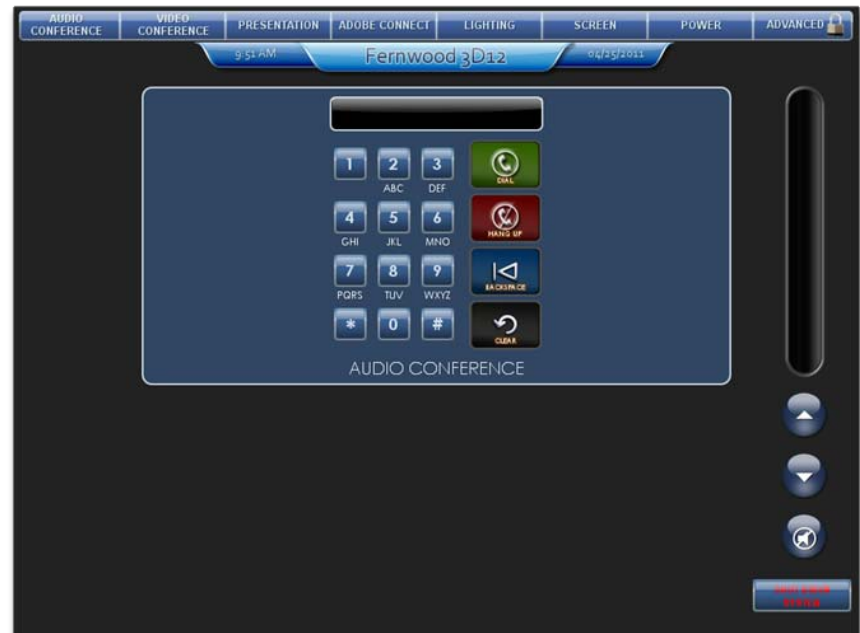 AUDIO CONFERENCE
VIDEO CONFERENCE
PRESENTATION
ADOBE CONNECT
LIGHTING
SCREEN
POWER
ADVANCED
9:51 AM
Fernwood 3D12
04/25/2011
1
2
3
DIAL
ABC
DEF
4
5
6
HANG UP
GHI
JKL
MNO
7
8
9
BACKSPACE
PQRS
TUV
WXYZ
*
0
#
CLEAR
AUDIO CONFERENCE